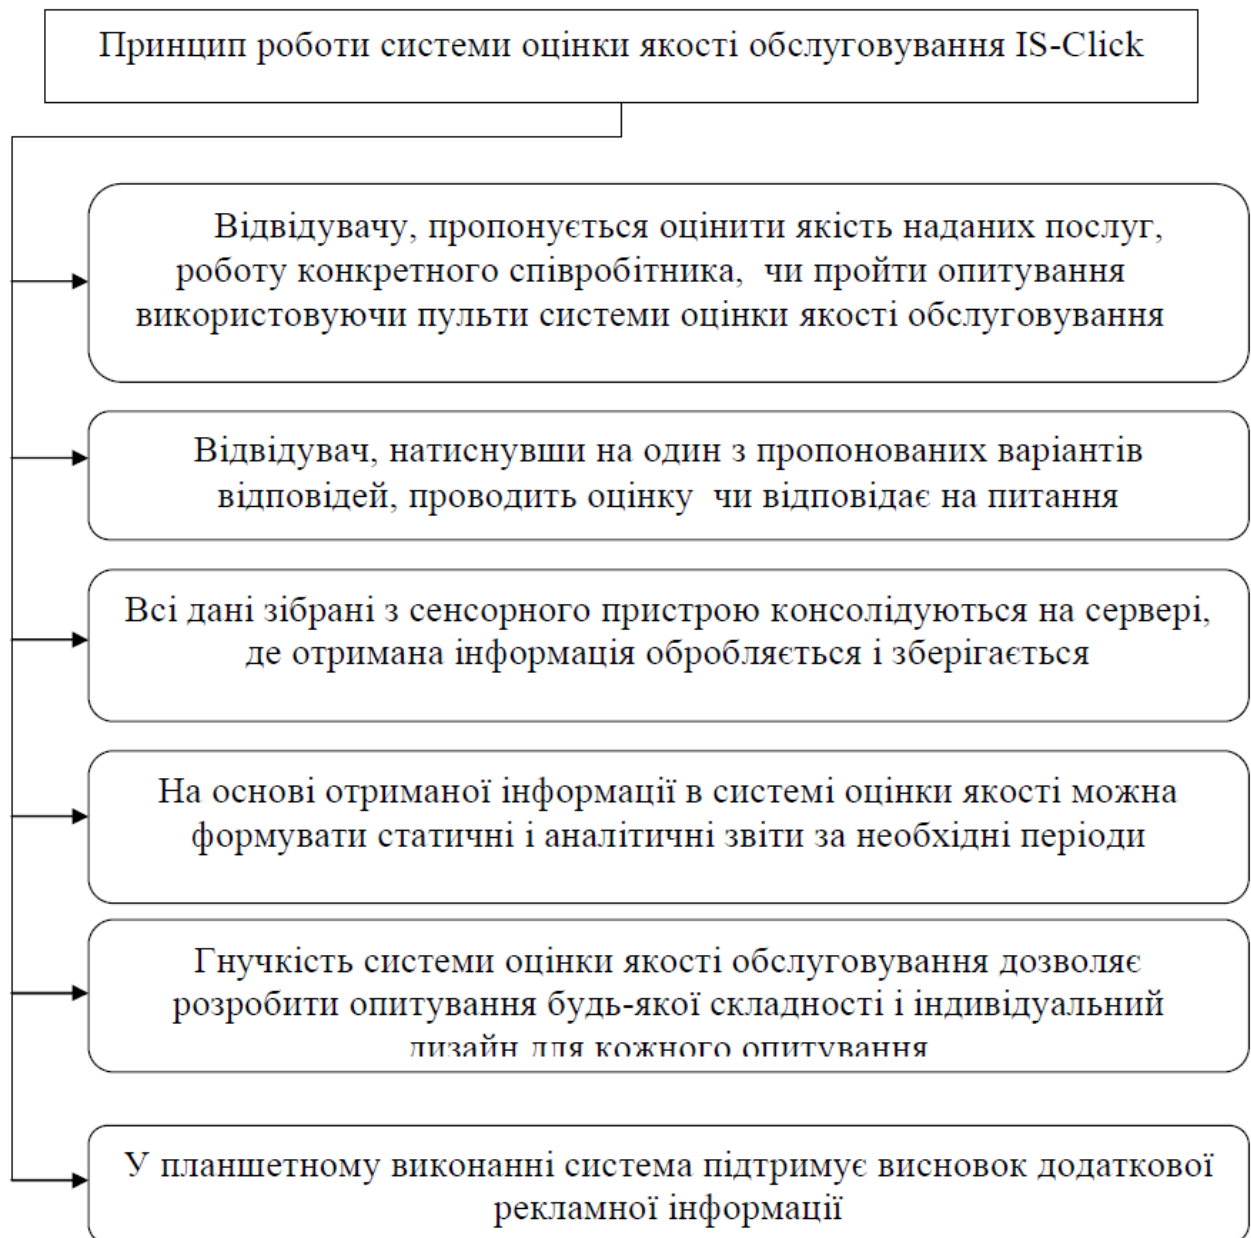 Принцип роботи системи оцінки якості обслуговування IS-Click
Відвідувачу, пропонується оцінити якість наданих послуг,
роботу конкретного співробітника, чи пройти опитування
використовуючи пульти системи оцінки якості обслуговування
Відвідувач, натиснувши на один з пропонованих варіантів
відповідей, проводить оцінку чи відповідає на питання
Всі дані зібрані з сенсорного пристрою консолідуються на сервері,
де отримана інформація обробляється і зберігається
На основі отриманої інформації в системі оцінки якості можна
формувати статичні і аналітичні звіти за необхідні періоди
Гнучкість системи оцінки якості обслуговування дозволяє
розробити опитування будь-якої складності і індивідуальний
дизайн для кожного опитування
У планшетному виконанні система підтримує висновок додаткової
рекламної інформації